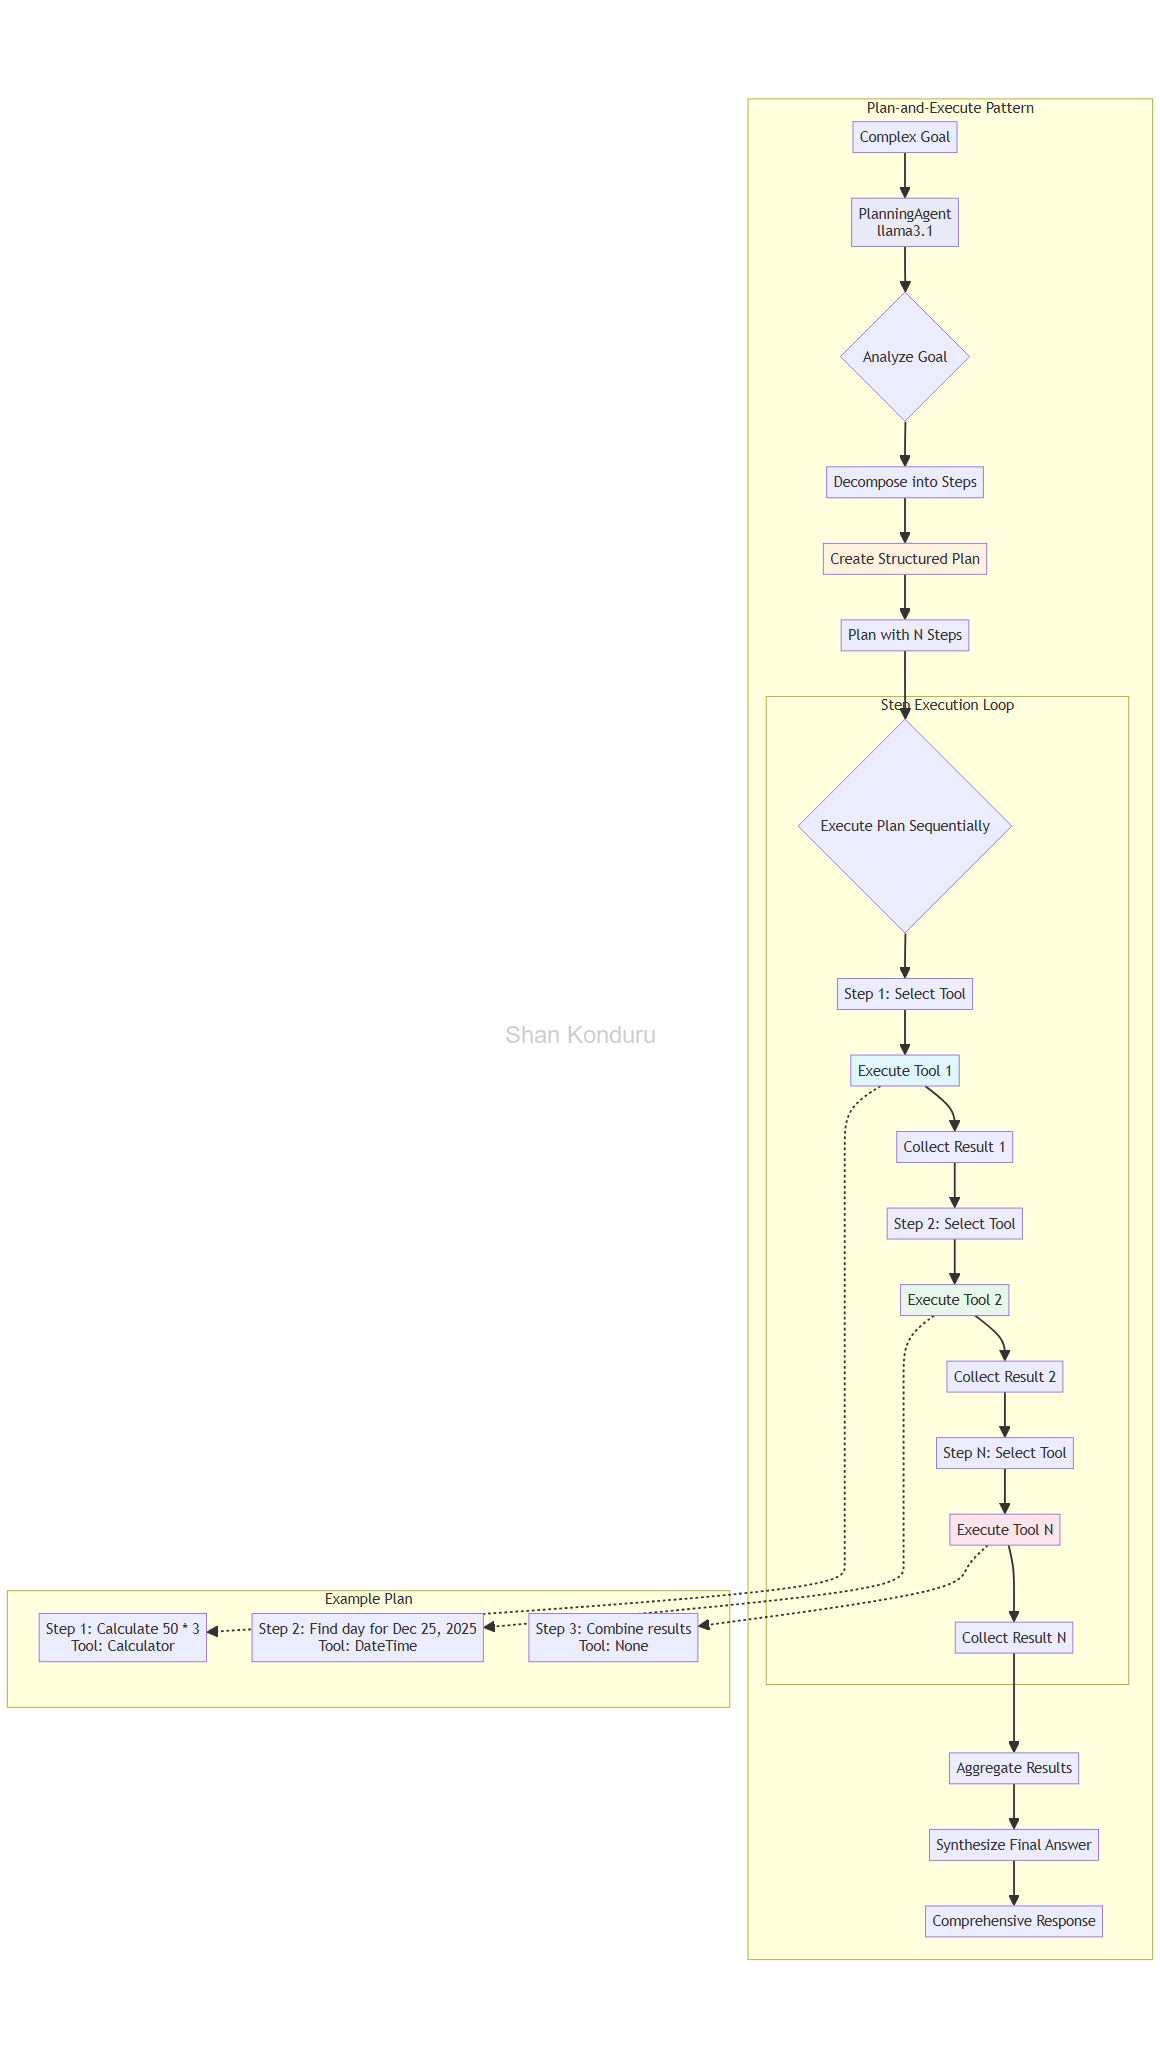 Plan-and-Execute Pattern
Complex Goal
PlanningAgent
llama3.1
Analyze Goal
Decompose into Steps
Create Structured Plan
Plan with N Steps
Step Execution Loop
Execute Plan Sequentially
Step 1: Select Tool
Shan Konduru
Execute Tool 1
Collect Result 1
Step 2: Select Tool
Execute Tool 2
Collect Result 2
Step N: Select Tool
Execute Tool N
Example Plan
Step 1: Calculate 50 * 3
Tool: Calculator
Step 2: Find day for Dec 25, 2025
Tool: DateTime
Step 3: Combine results
Tool: None
Collect Result N
Aggregate Results
Synthesize Final Answer
Comprehensive Response